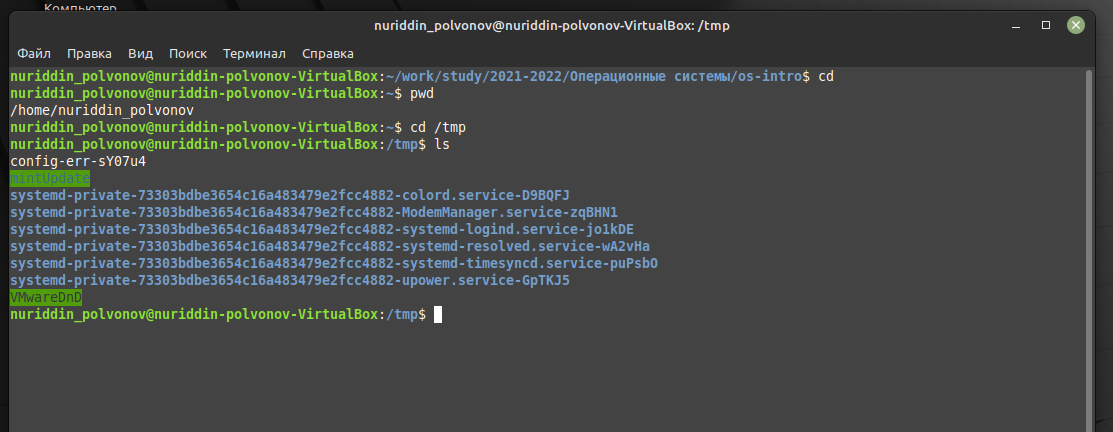 Компьютер
nuriddin_polvonov@nuriddin-polvonov-VirtualBox: /tmp
Файл Правка Вид Поиск Терминал Справка
nuriddin_polvonov@nuriddin-polvonov-VirtualBox:~/work/study/2021-2022/Операционные системы/os-intro$ cd
nuriddin_polvonov@nuriddin-polvonov-VirtualBox:~$ pwd
/home/nuriddin_polvonov
nuriddin_polvonov@nuriddin-polvonov-VirtualBox:~$ cd /tmp
nuriddin_polvonov@nuriddin-polvonov-VirtualBox:/tmp$ ls
config-err-sY07u4
mintUpdate
systemd-private-73303bdbe3654c16a483479e2fcc4882-colord.service-D9BQFJ
systemd-private-73303bdbe3654c16a483479e2fcc4882-ModemManager.service-zqBHN1
systemd-private-73303bdbe3654c16a483479e2fcc4882-systemd-logind.service-jo1kDE
systemd-private-73303bdbe3654c16a483479e2fcc4882-systemd-resolved.service-wA2vHa
systemd-private-73303bdbe3654c16a483479e2fcc4882-systemd-timesyncd.service-puPsbO
systemd-private-73303bdbe3654c16a483479e2fcc4882-upower.service-GpTKJ5
VMwareDnD
nuriddin_polvonov@nuriddin-polvonov-VirtualBox:/tmp$